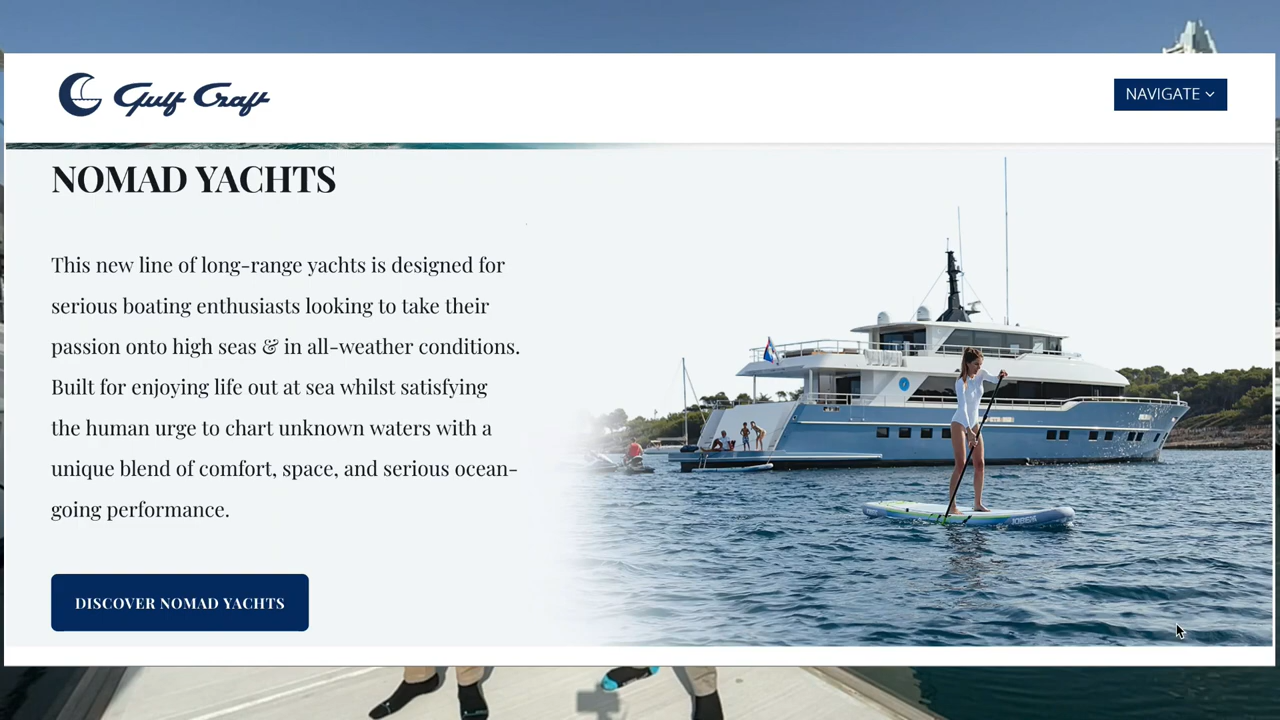 Gulf Craft
NAVIGATE
NOMAD YACHTS
This new line of long-range yachts is designed for
serious boating enthusiasts looking to take their
passion onto high seas & in all-weather conditions.
Built for enjoying life out at sea whilst satisfying
the human urge to chart unknown waters with a
unique blend of comfort, space, and serious ocean-
going performance.
JOBE
DISCOVER NOMAD YACHTS